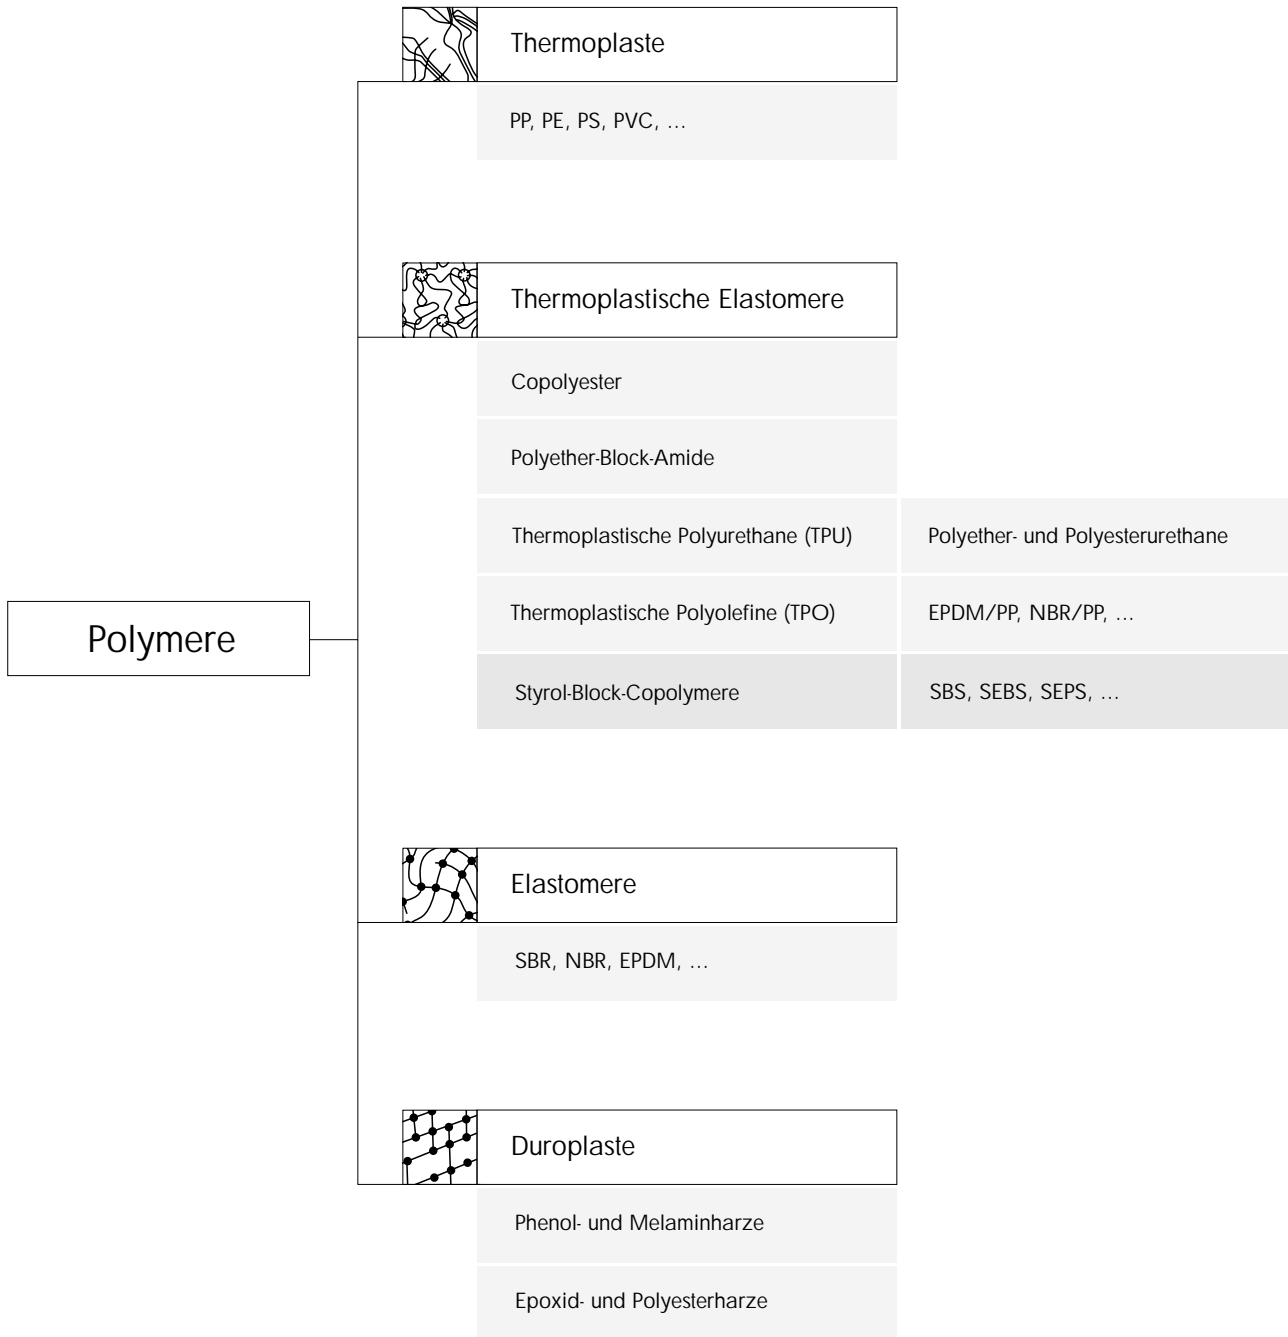 Thermoplaste
PP, PE, PS, PVC, …
Thermoplastische Elastomere
Copolyester
Polyether-Block-Amide
Thermoplastische Polyurethane (TPU)
Polyether- und Polyesterurethane
Thermoplastische Polyolefine (TPO)
EPDM/PP, NBR/PP, …
Polymere
Styrol-Block-Copolymere
SBS, SEBS, SEPS, …
Elastomere
SBR, NBR, EPDM, …
Duroplaste
Phenol- und Melaminharze
Epoxid- und Polyesterharze